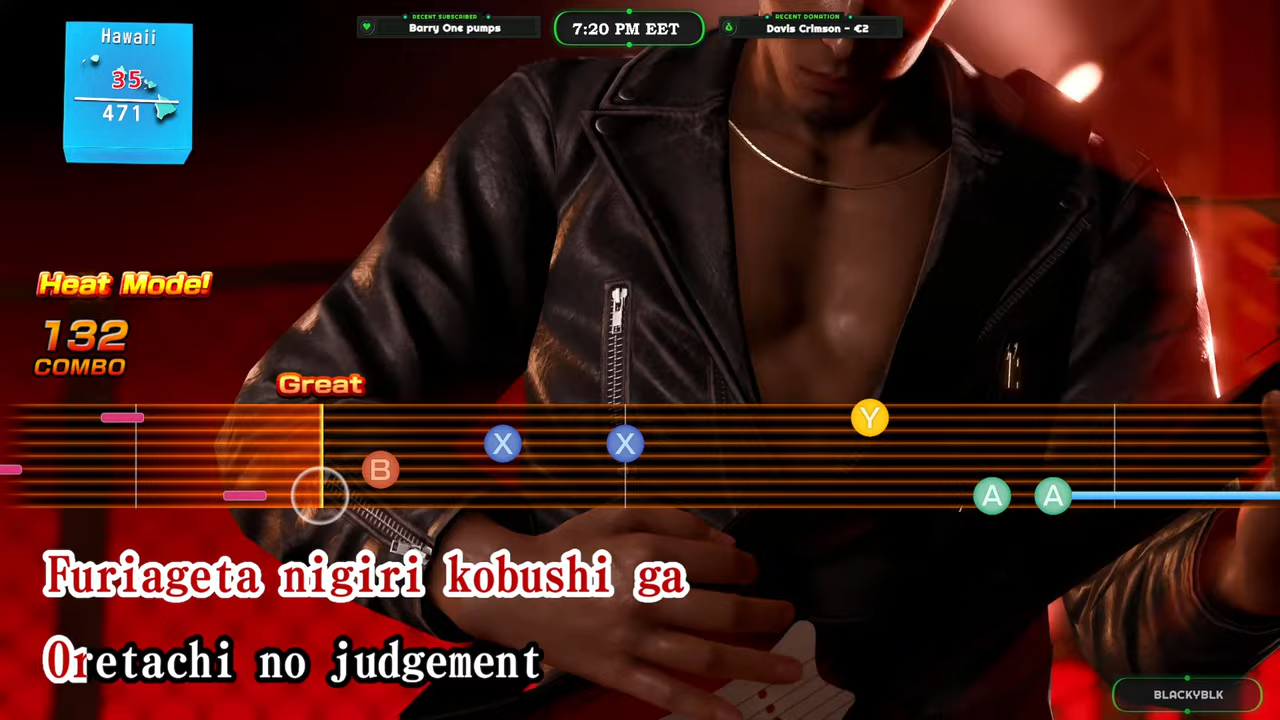 Hawaii
35
471
RECENT SUBSCRIBER
Barry One pumps
7:20 PM EET
RECENT DONATION
Davis Crimson - €2
Heat Mode!
132
COMBO
Great
B
X
X
Y
A
A
Furiageta nigiri kobushi ga
Oretachi no judgement
BLACKYBLK